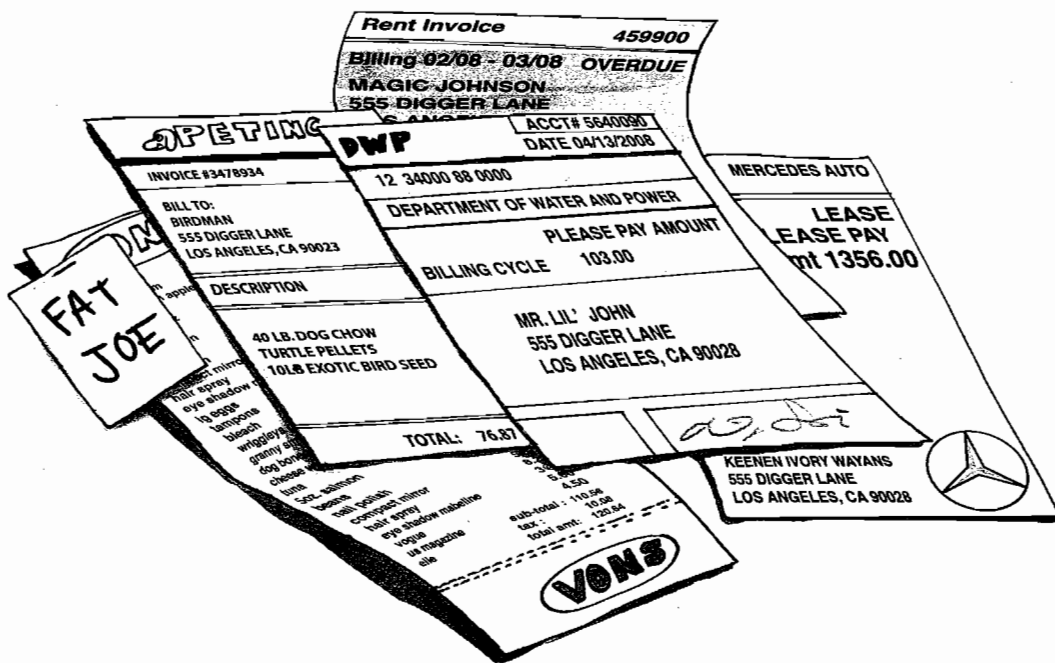 Rent Invoice 459900
Billing 02/08 - 03/08 OVERDUE
MAGIC JOHNSON
555 DIGGER LANE
PETINC
INVOICE #3478934
BILL TO:
BIRDMAN
555 DIGGER LANE
LOS ANGELES, CA 90023
DESCRIPTION
40 LB. DOG CHOW
TURTLE PELLETS
10LB EXOTIC BIRD SEED
TOTAL: 76.87
DWP
ACCT# 5640090
DATE 04/13/2008
12 34000 88 0000
DEPARTMENT OF WATER AND POWER
PLEASE PAY AMOUNT
BILLING CYCLE 103.00
MR. LIL' JOHN
555 DIGGER LANE
LOS ANGELES, CA 90028
MERCEDES AUTO
LEASE
LEASE PAY
mt 1356.00
KEENEN IVORY WAYANS
555 DIGGER LANE
LOS ANGELES, CA 90028
FAT
JOE
mirror
hair spray
eye shadow
lg eggs
tampons
bleach
wriggleys
granny
dog bone
cheese
tuna
5oz. salmon
beans
nail polish
compact mirror
hair spray
eye shadow mabeline
vogue
us magazine
elle
4.50
sub-total : 110.56
tax : 10.08
total amt: 120.64
VONS